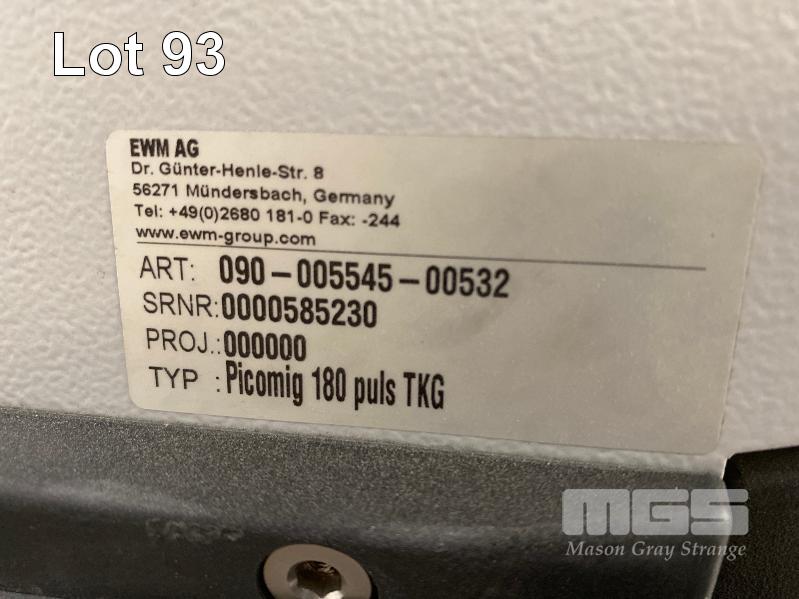 Lot 93
EWM AG
Dr. Günter-Henle-Str. 8
56271 Mündersbach, Germany
Tel: +49(0)2680 181-0 Fax: -244
www.ewm-group.com
ART: 090-005545-00532
SRNR:0000585230
PROJ.:000000
TYP :Picomig 180 puls TKG
MGS
Mason Gray Strange